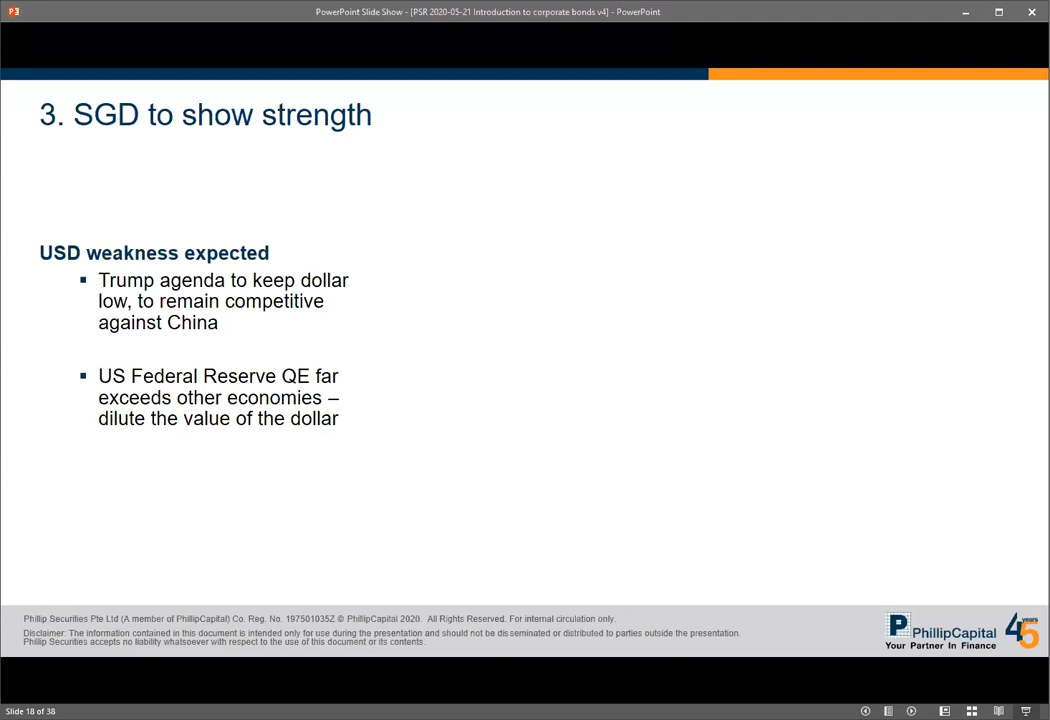 PowerPoint Slide Show - [PSR 2020-05-21 Introduction to corporate bonds v4] - PowerPoint
3. SGD to show strength
USD weakness expected
▪ Trump agenda to keep dollar
low, to remain competitive
against China
▪ US Federal Reserve QE far
exceeds other economies –
dilute the value of the dollar
Phillip Securities Pte Ltd (A member of PhillipCapital) Co. Reg. No. 197501035Z © PhillipCapital 2020. All Rights Reserved. For internal circulation only.
Disclaimer: The information contained in this document is intended only for use during the presentation and should not be disseminated or distributed to parties outside the presentation.
Phillip Securities accepts no liability whatsoever with respect to the use of this document or its contents.
P PhillipCapital
Your Partner In Finance
45 years
Slide 18 of 38